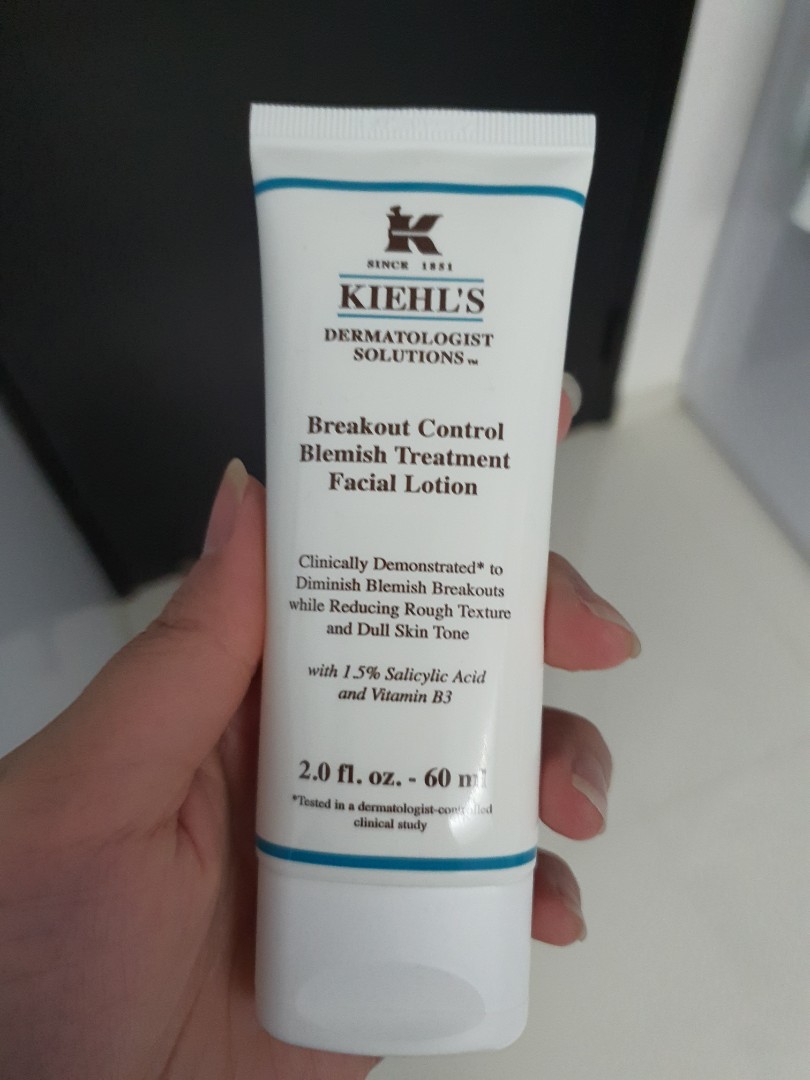 K
SINCE 1851
KIEHL'S
DERMATOLOGIST
SOLUTIONS™
Breakout Control
Blemish Treatment
Facial Lotion
Clinically Demonstrated* to
Diminish Blemish Breakouts
while Reducing Rough Texture
and Dull Skin Tone
with 1.5% Salicylic Acid
and Vitamin B3
2.0 fl. oz. - 60 ml
*Tested in a dermatologist-controlled
clinical study